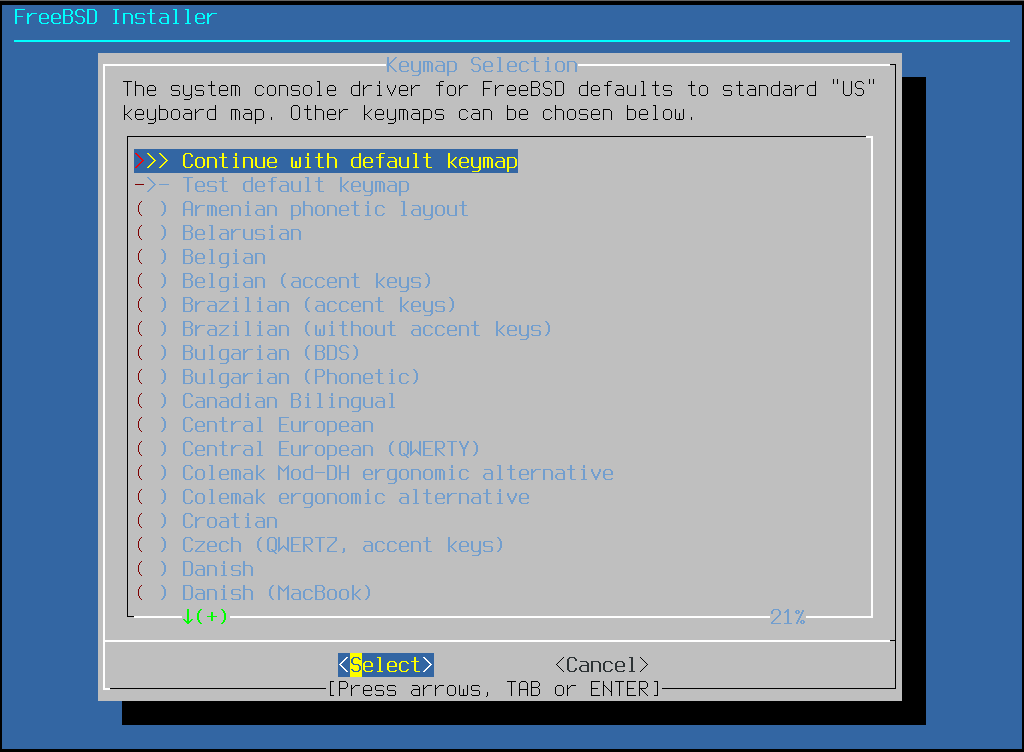 FreeBSD Installer
Keymap Selection
The system console driver for FreeBSD defaults to standard "US"
keyboard map. Other keymaps can be chosen below.
>>> Continue with default keymap
->- Test default keymap
( ) Armenian phonetic layout
( ) Belarusian
( ) Belgian
( ) Belgian (accent keys)
( ) Brazilian (accent keys)
( ) Brazilian (without accent keys)
( ) Bulgarian (BDS)
( ) Bulgarian (Phonetic)
( ) Canadian Bilingual
( ) Central European
( ) Central European (QWERTY)
( ) Colemak Mod-DH ergonomic alternative
( ) Colemak ergonomic alternative
( ) Croatian
( ) Czech (QWERTZ, accent keys)
( ) Danish
( ) Danish (MacBook)
↓(+) 21%
<Select> <Cancel>
[Press arrows, TAB or ENTER]